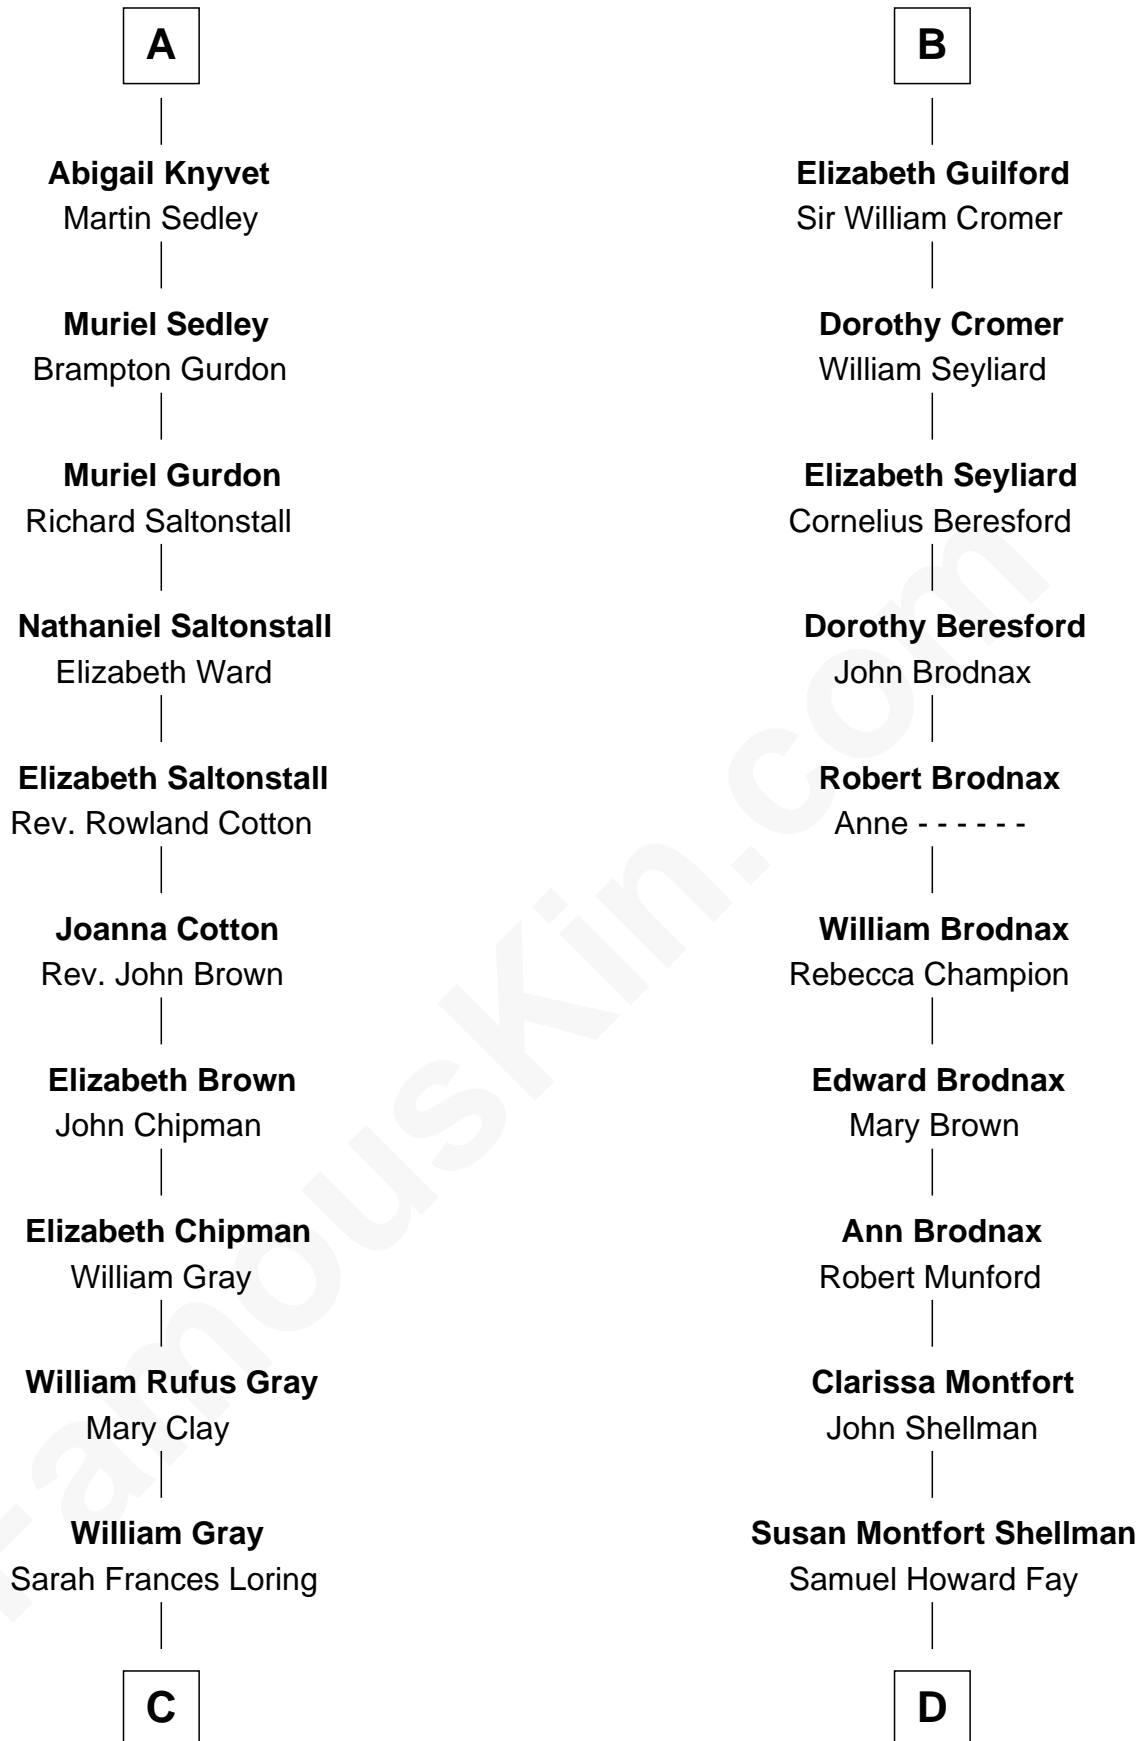 A
Abigail Knyvet
Martin Sedley
Muriel Sedley
Brampton Gurdon
Muriel Gurdon
Richard Saltonstall
Nathaniel Saltonstall
Elizabeth Ward
Elizabeth Saltonstall
Rev. Rowland Cotton
Joanna Cotton
Rev. John Brown
Elizabeth Brown
John Chipman
Elizabeth Chipman
William Gray
William Rufus Gray
Mary Clay
William Gray
Sarah Frances Loring
C
B
Elizabeth Guilford
Sir William Cromer
Dorothy Cromer
William Seyliard
Elizabeth Seyliard
Cornelius Beresford
Dorothy Beresford
John Brodnax
Robert Brodnax
Anne - - - - - -
William Brodnax
Rebecca Champion
Edward Brodnax
Mary Brown
Ann Brodnax
Robert Munford
Clarissa Montfort
John Shellman
Susan Montfort Shellman
Samuel Howard Fay
D
FamousKin.com